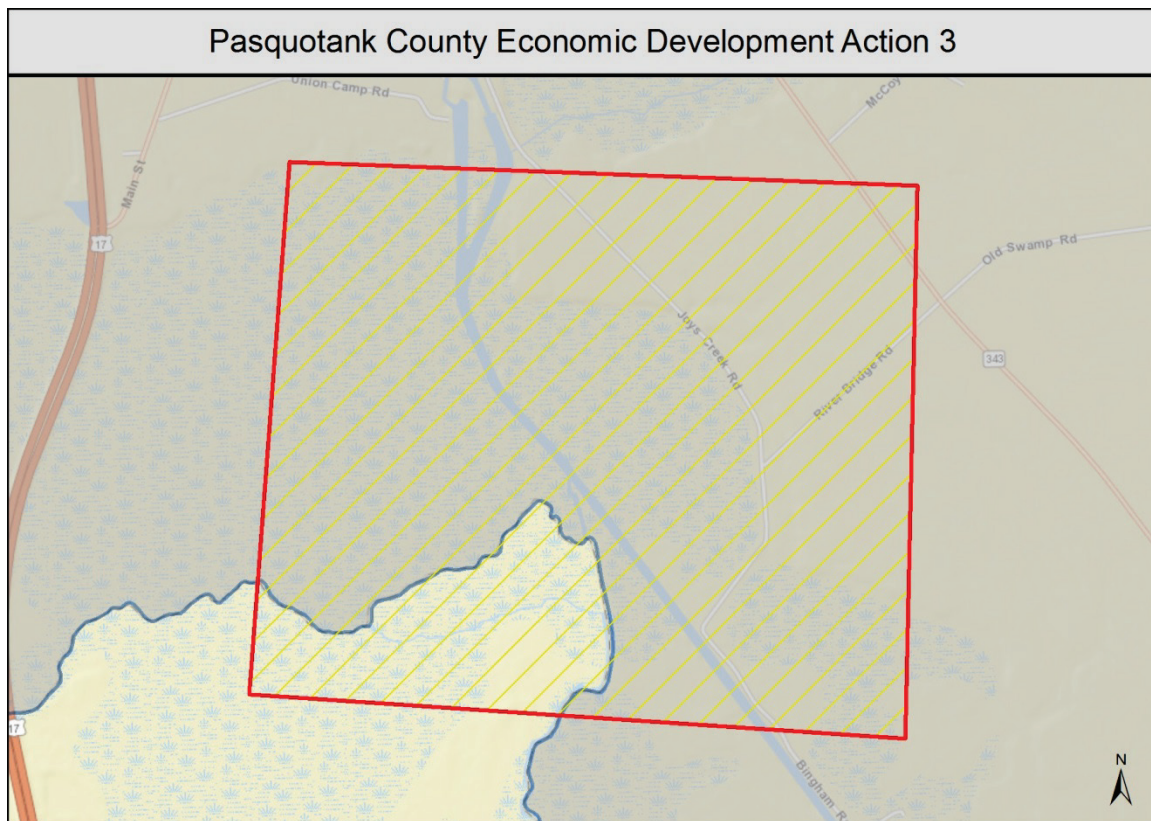 Pasquotank County Economic Development Action 3
Union Camp Rd
McCoy
Main St
17
Old Swamp Rd
Joys Creek Rd
River Bridge Rd
343
17
Bingham R
N